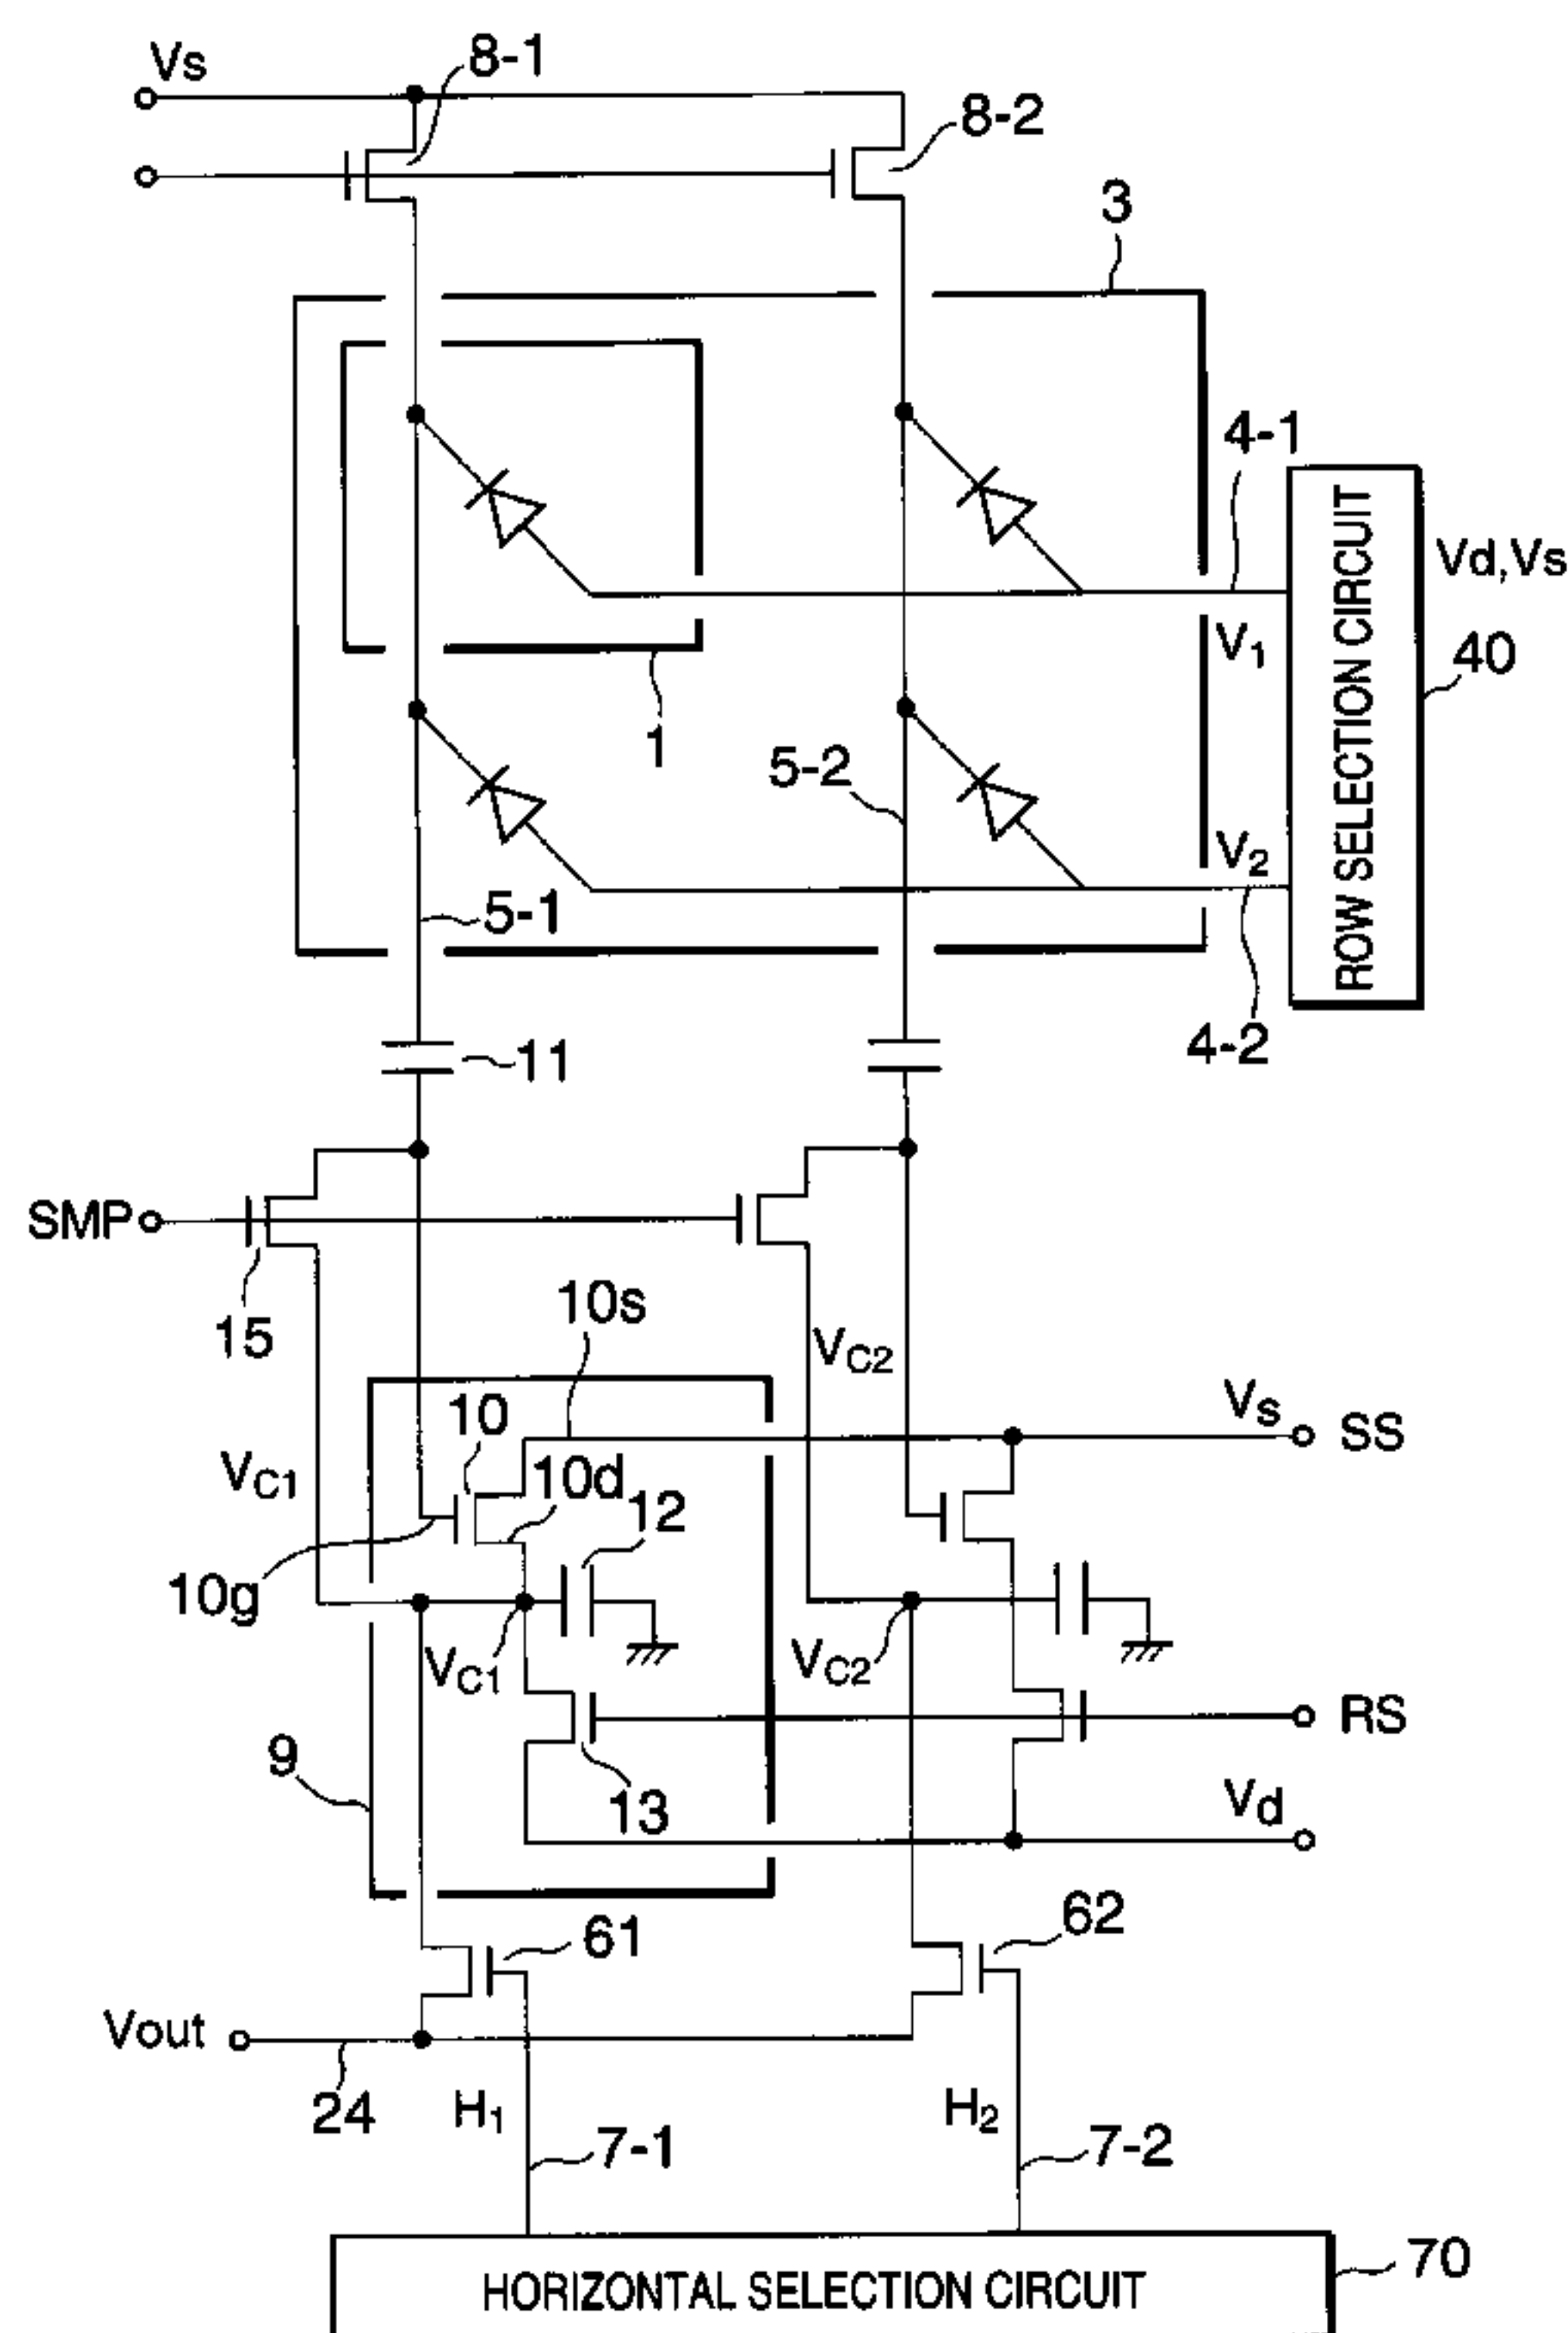 Vs
8-1
8-2
3
4-1
Vd,Vs
ROW SELECTION CIRCUIT
V1
40
1
5-2
V2
5-1
4-2
11
SMP
15
10s
VC2
10
Vs SS
VC1
10d
12
10g
VC1
VC2
RS
9
13
Vd
62
61
Vout
24
H1
H2
7-1
7-2
70
HORIZONTAL SELECTION CIRCUIT